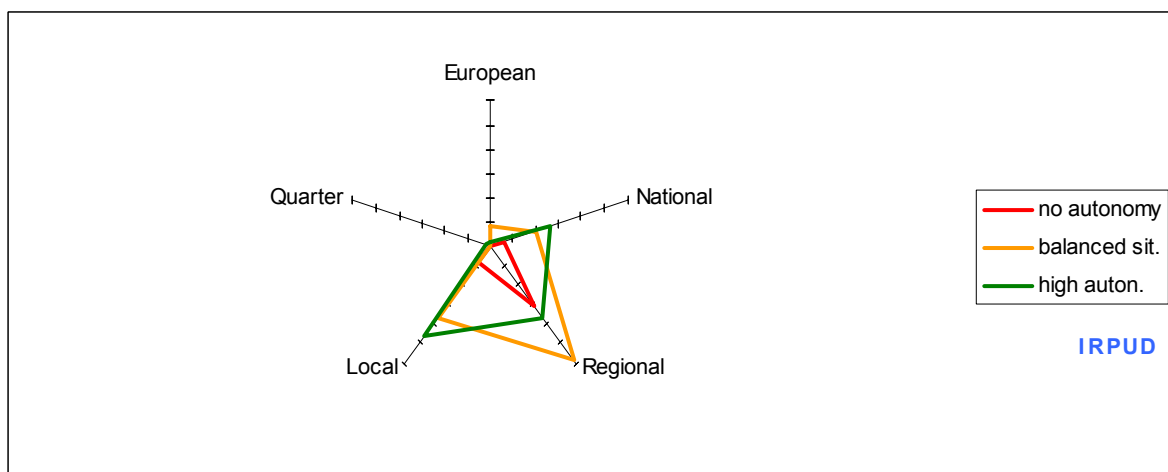 European
Quarter
National
Local
Regional
no autonomy
balanced sit.
high auton.
IRPUD